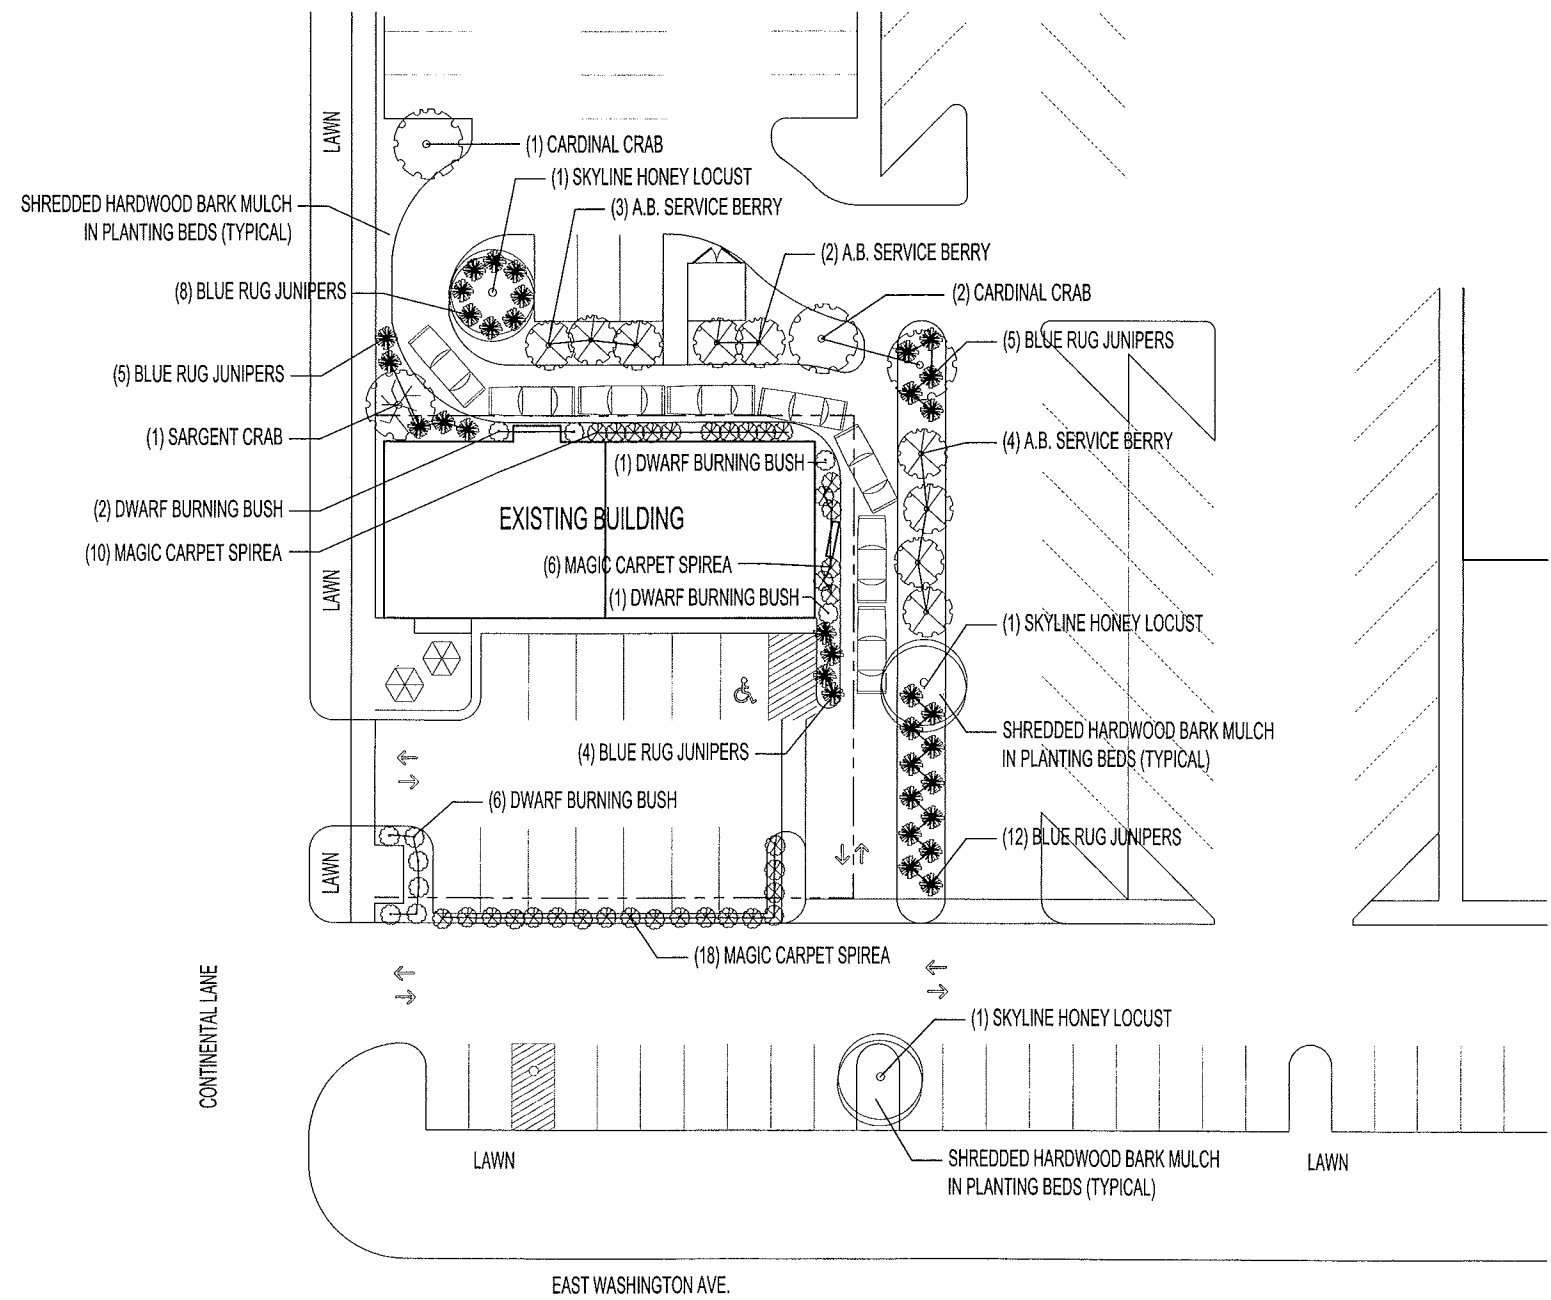 LAWN
(1) CARDINAL CRAB
(1) SKYLINE HONEY LOCUST
SHREDDED HARDWOOD BARK MULCH
IN PLANTING BEDS (TYPICAL)
(3) A.B. SERVICE BERRY
(2) A.B. SERVICE BERRY
(8) BLUE RUG JUNIPERS
(2) CARDINAL CRAB
(5) BLUE RUG JUNIPERS
(5) BLUE RUG JUNIPERS
(1) SARGENT CRAB
(4) A.B. SERVICE BERRY
(1) DWARF BURNING BUSH
(2) DWARF BURNING BUSH
EXISTING BUILDING
(10) MAGIC CARPET SPIREA
(6) MAGIC CARPET SPIREA
LAWN
(1) DWARF BURNING BUSH
(1) SKYLINE HONEY LOCUST
SHREDDED HARDWOOD BARK MULCH
IN PLANTING BEDS (TYPICAL)
(4) BLUE RUG JUNIPERS
(6) DWARF BURNING BUSH
(12) BLUE RUG JUNIPERS
LAWN
(18) MAGIC CARPET SPIREA
CONTINENTAL LANE
(1) SKYLINE HONEY LOCUST
LAWN
SHREDDED HARDWOOD BARK MULCH
IN PLANTING BEDS (TYPICAL)
LAWN
EAST WASHINGTON AVE.